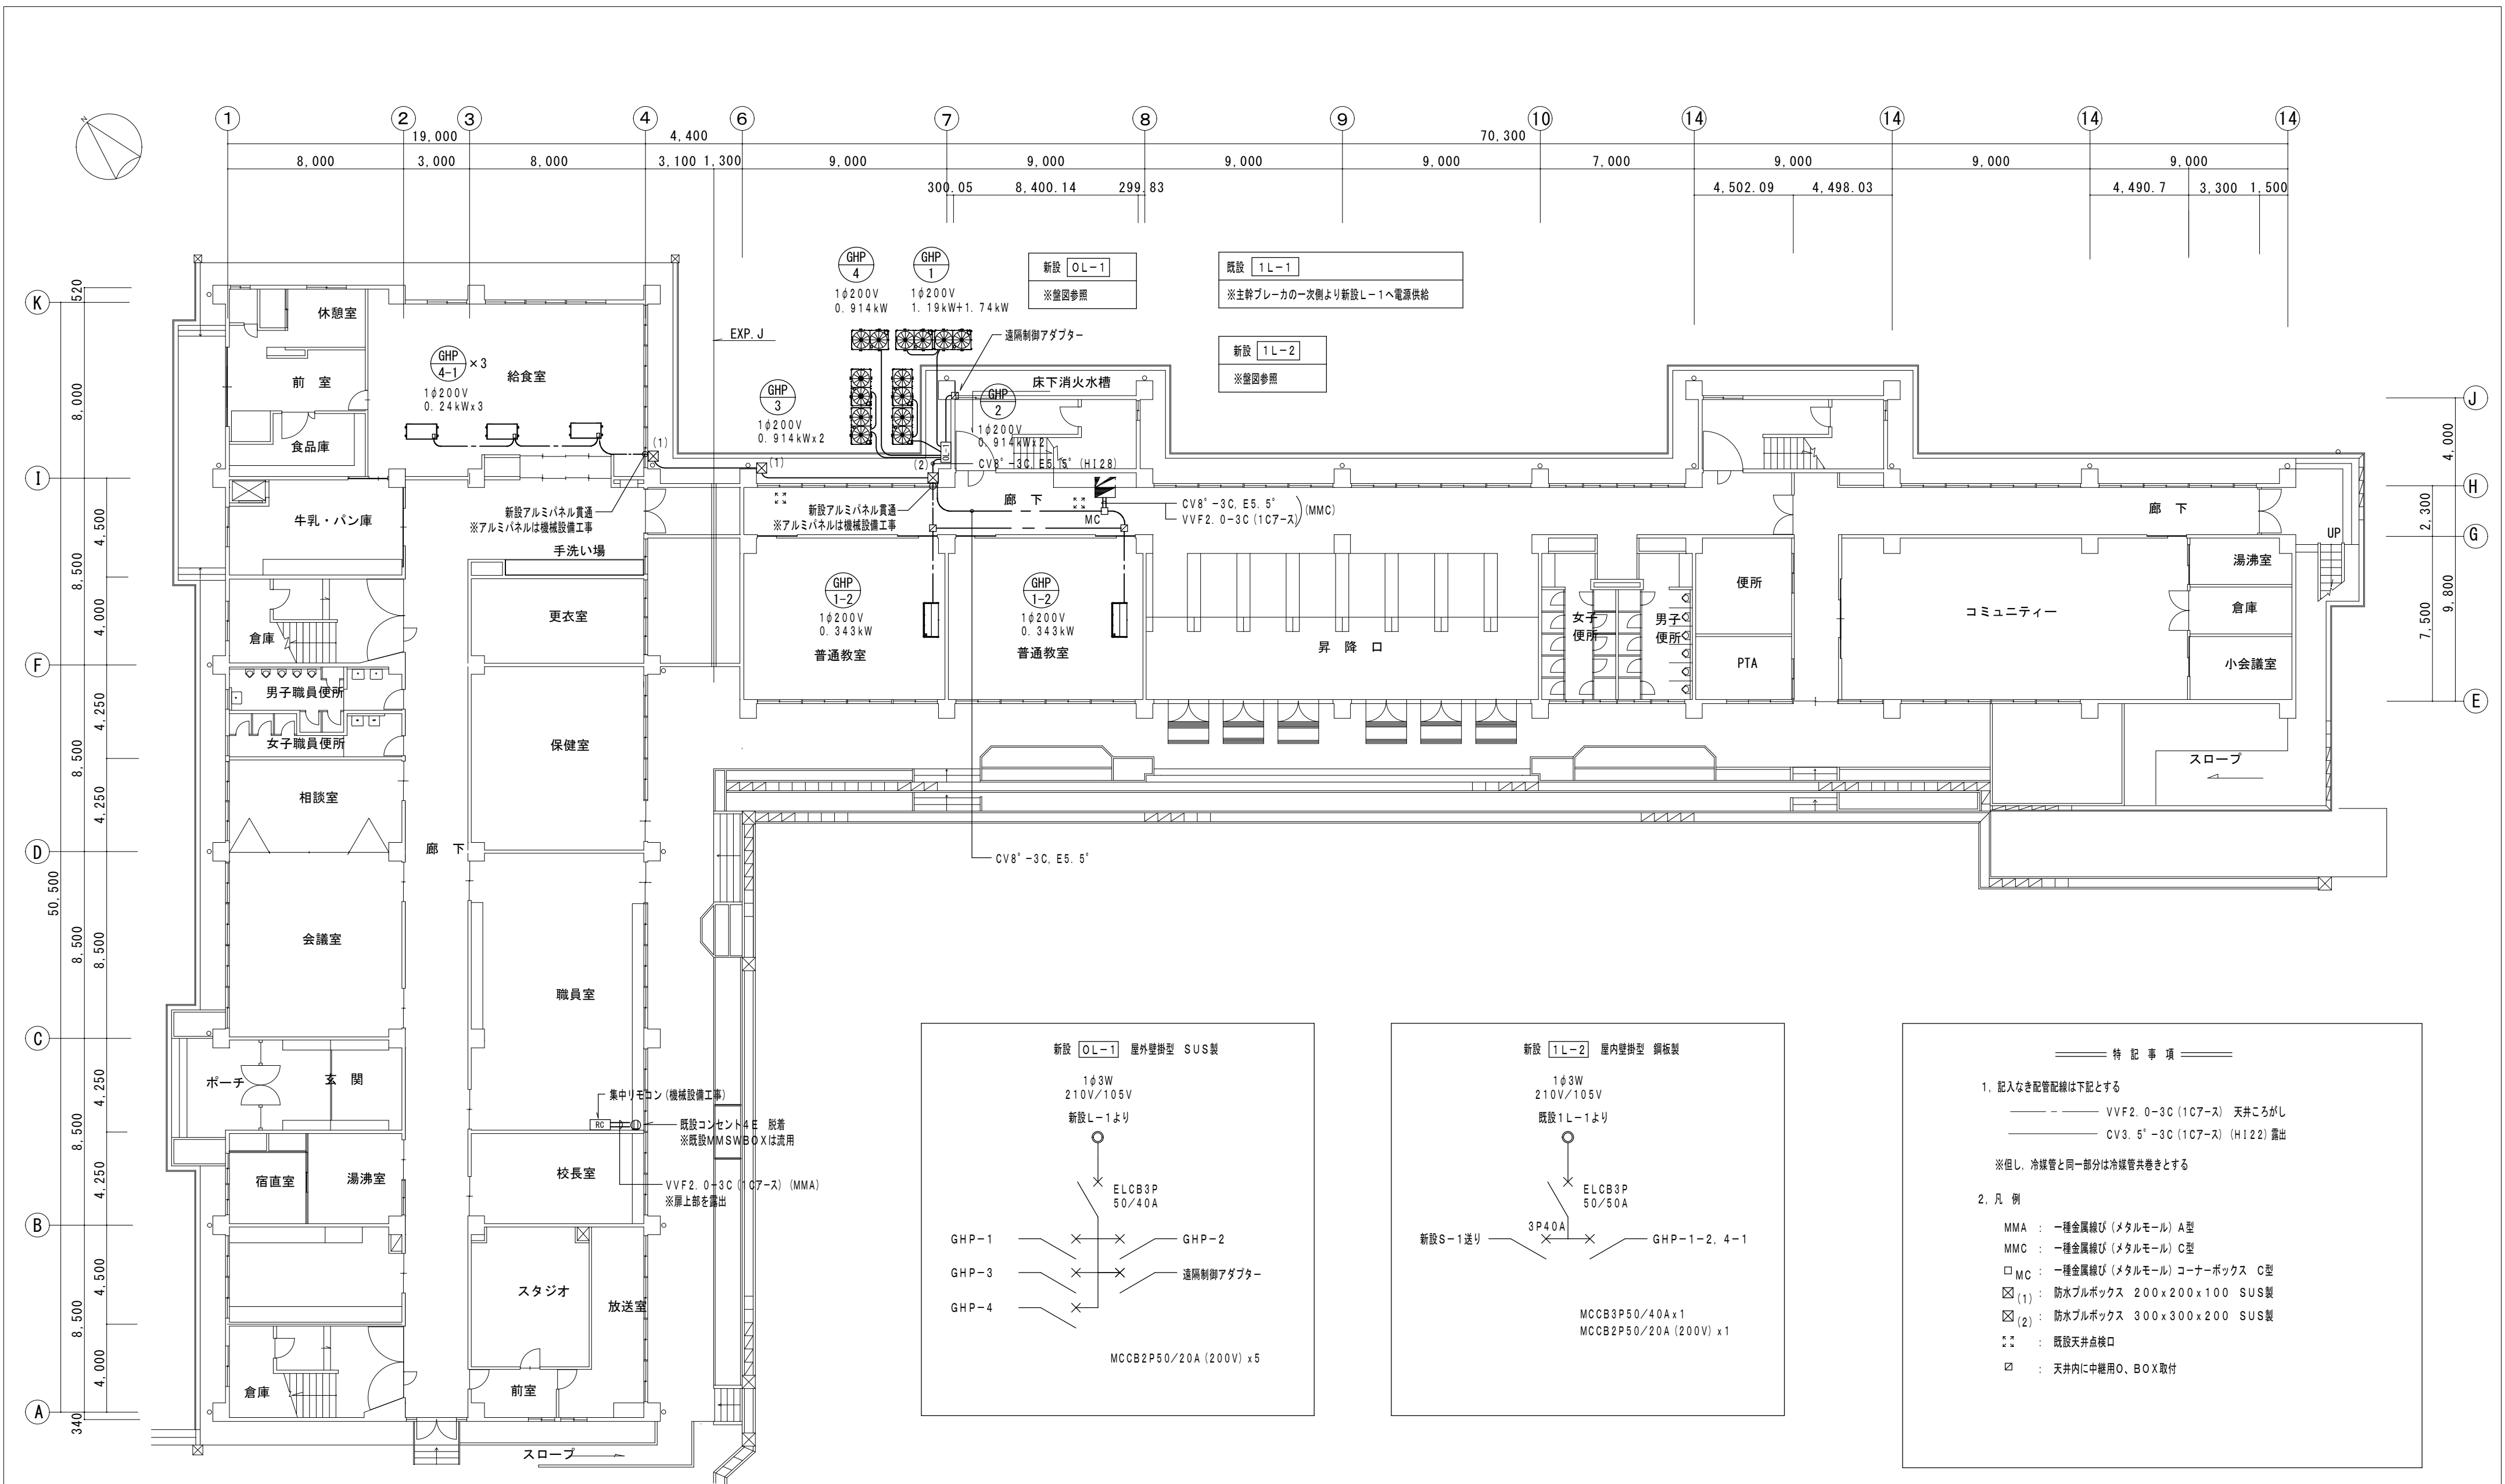 N
1
2
3
4
6
7
8
9
10
14
14
14
14
19,000
4,400
70,300
8,000
3,000
8,000
3,100
1,300
9,000
9,000
9,000
9,000
7,000
9,000
9,000
9,000
300.05
8,400.14
299.83
4,502.09
4,498.03
4,490.7
3,300
1,500
K
I
F
D
C
B
A
J
H
G
E
520
8,000
8,500
4,500
4,000
8,500
4,250
4,250
50,500
8,500
8,500
8,500
4,250
4,250
8,500
4,500
4,000
340
4,000
2,300
7,500
9,800
GHP
4
1φ200V
0.914kW
GHP
1
1φ200V
1.19kW+1.74kW
新設 OL-1
※盤図参照
既設 1L-1
※主幹ブレーカの一次側より新設L-1へ電源供給
新設 1L-2
※盤図参照
EXP.J
遠隔制御アダプター
床下消火水槽
GHP
3
1φ200V
0.914kWx2
GHP
2
1φ200V
0.914kWx2
OL-1
(2)
CV8°-3C,E5.5°(HI28)
休憩室
前 室
食品庫
GHP
4-1
×3
1φ200V
0.24kWx3
給食室
(1)
(1)
牛乳・パン庫
新設アルミパネル貫通
※アルミパネルは機械設備工事
新設アルミパネル貫通
※アルミパネルは機械設備工事
手洗い場
廊 下
MC
CV8°-3C,E5.5°
VVF2.0-3C(1Cアース)
(MMC)
廊 下
UP
倉庫
更衣室
GHP
1-2
1φ200V
0.343kW
普通教室
GHP
1-2
1φ200V
0.343kW
普通教室
昇 降 口
女子
便所
男子
便所
便所
PTA
コミュニティー
湯沸室
倉庫
小会議室
男子職員便所
女子職員便所
保健室
相談室
スロープ
廊 下
CV8°-3C,E5.5°
会議室
職員室
ポーチ
玄 関
集中リモコン(機械設備工事)
RC
既設コンセント4E 脱着
※既設MMSWBOXは流用
宿直室
湯沸室
校長室
VVF2.0-3C(1Cアース)(MMA)
※扉上部を露出
スタジオ
放送室
倉庫
前室
スロープ
新設 OL-1 屋外壁掛型 SUS製
1φ3W
210V/105V
新設L-1より
ELCB3P
50/40A
GHP-1
GHP-2
GHP-3
遠隔制御アダプター
GHP-4
MCCB2P50/20A(200V)x5
新設 1L-2 屋内壁掛型 鋼板製
1φ3W
210V/105V
既設1L-1より
ELCB3P
50/50A
3P40A
新設S-1送り
GHP-1-2,4-1
MCCB3P50/40Ax1
MCCB2P50/20A(200V)x1
特 記 事 項
1, 記入なき配管配線は下記とする
VVF2.0-3C(1Cアース) 天井ころがし
CV3.5°-3C(1Cアース)(HI22)露出
※但し、冷媒管と同一部分は冷媒管共巻きとする
2, 凡 例
MMA : 一種金属線ぴ(メタルモール)A型
MMC : 一種金属線ぴ(メタルモール)C型
MC : 一種金属線ぴ(メタルモール)コーナーボックス C型
(1) : 防水プルボックス 200x200x100 SUS製
(2) : 防水プルボックス 300x300x200 SUS製
: 既設天井点検口
: 天井内に中継用O、BOX取付